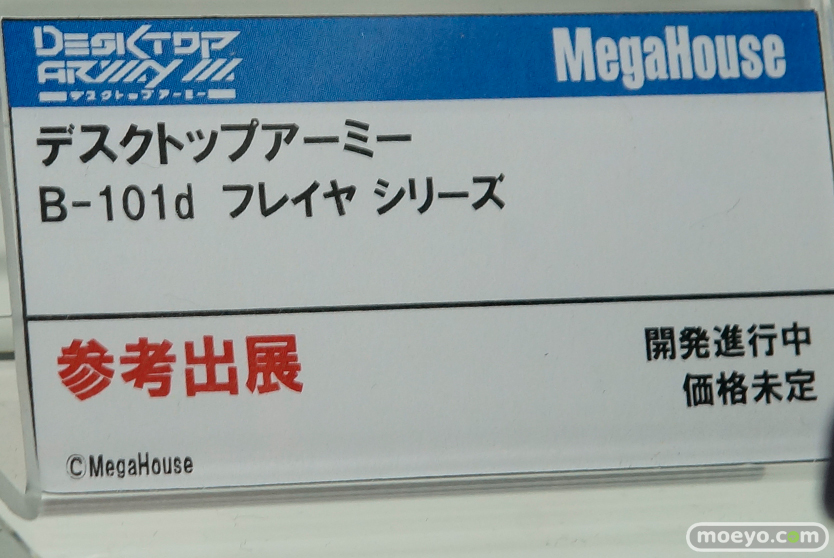 DESKTOP ARMY
MegaHouse
デスクトップアーミー
デスクトップアーミー
B-101d フレイヤ シリーズ
参考出展
開発進行中
価格未定
©MegaHouse
moeyo.com